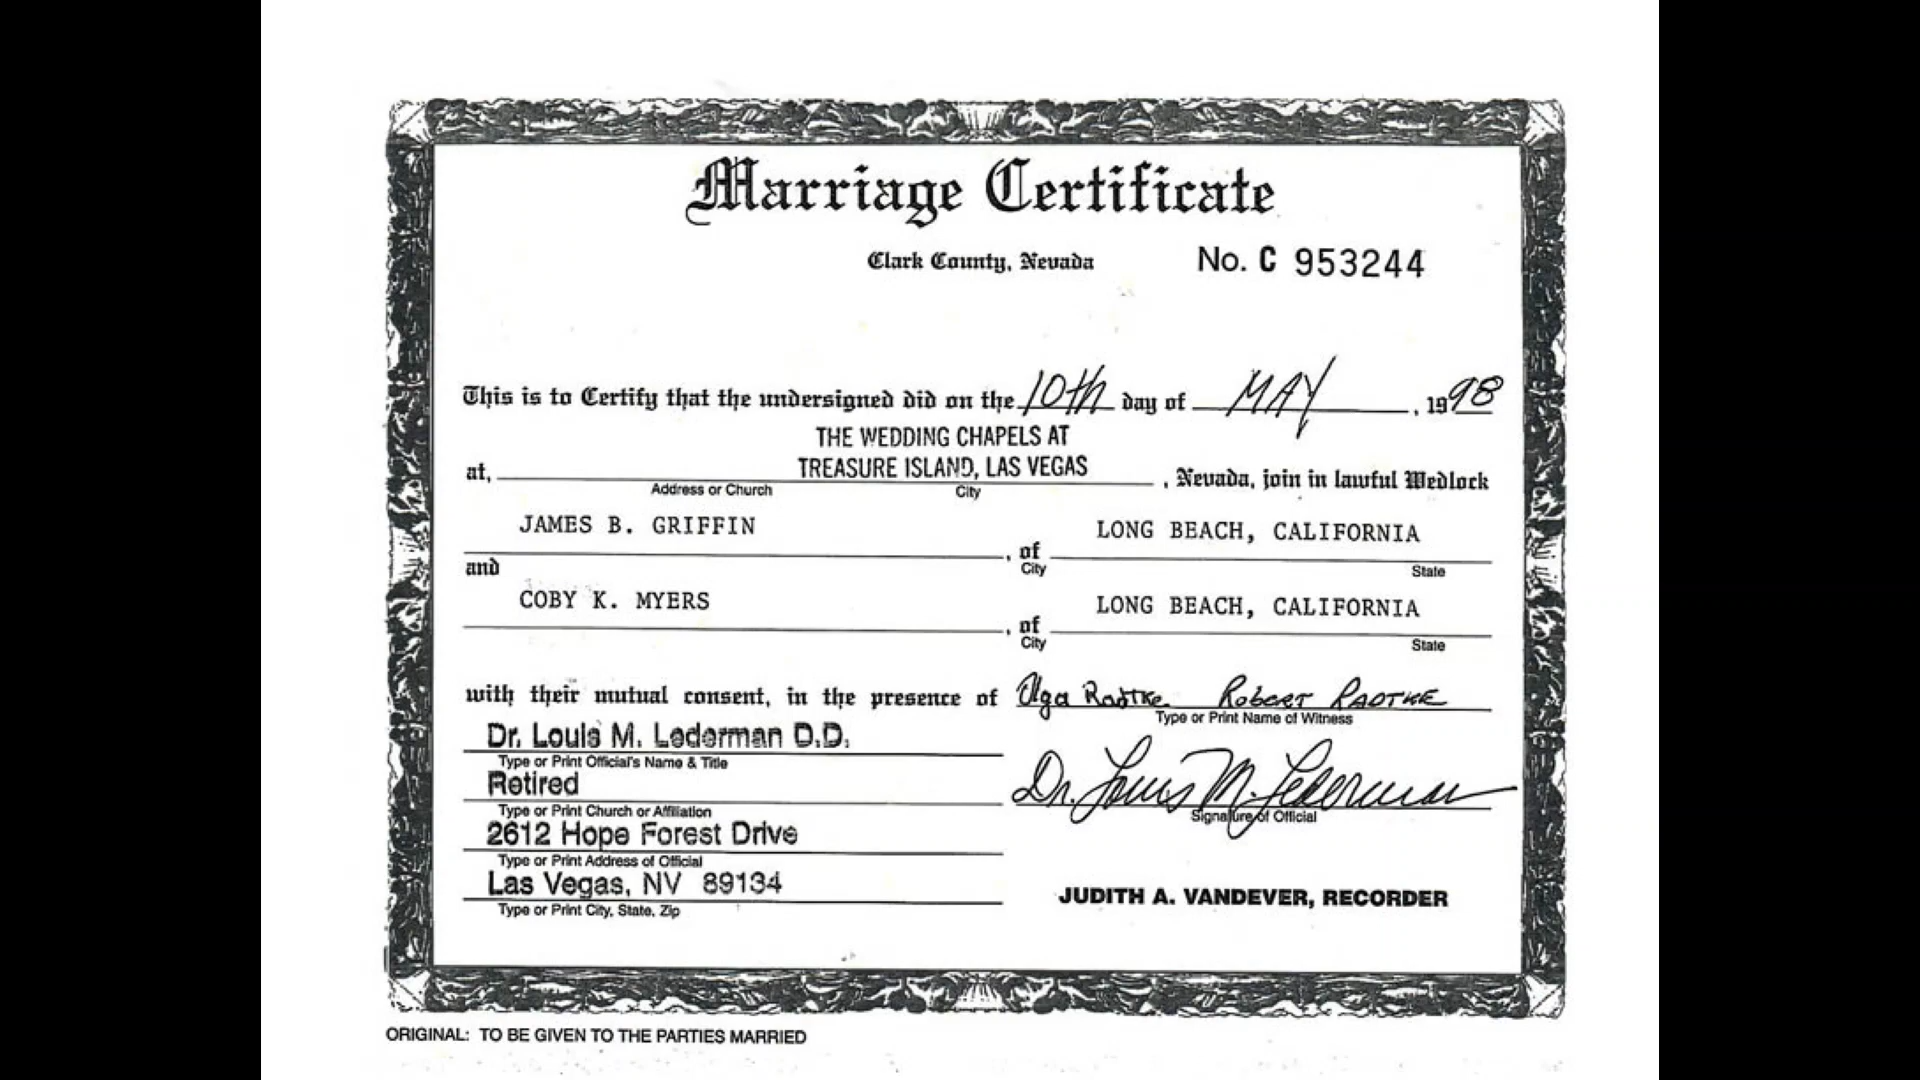 Marriage Certificate
Clark County, Nevada No. C 953244
This is to Certify that the undersigned did on the 10th day of MAY, 1998
THE WEDDING CHAPELS AT
at, TREASURE ISLAND, LAS VEGAS, Nevada, join in lawful Wedlock
Address or Church City
JAMES B. GRIFFIN, of LONG BEACH, CALIFORNIA
City State
and
COBY K. MYERS, of LONG BEACH, CALIFORNIA
City State
with their mutual consent, in the presence of Olga Radtke Robert Radtke
Type or Print Name of Witness
Dr. Louis M. Lederman D.D.
Type or Print Official's Name & Title
Retired
Type or Print Church or Affiliation
Dr. Louis M. Lederman
Signature of Official
2612 Hope Forest Drive
Type or Print Address of Official
Las Vegas, NV 89134
Type or Print City, State, Zip
JUDITH A. VANDEVER, RECORDER
ORIGINAL: TO BE GIVEN TO THE PARTIES MARRIED